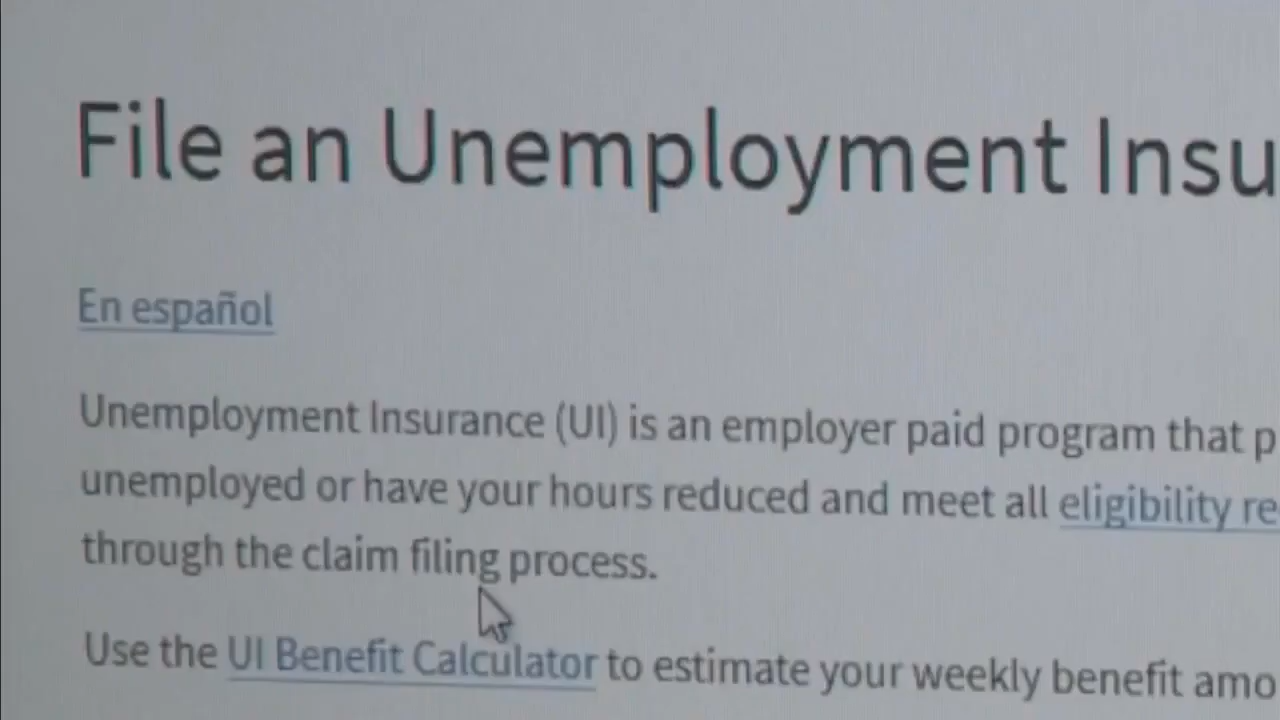 File an Unemployment Insu
En español
Unemployment Insurance (UI) is an employer paid program that p
unemployed or have your hours reduced and meet all eligibility re
through the claim filing process.
Use the UI Benefit Calculator to estimate your weekly benefit amo